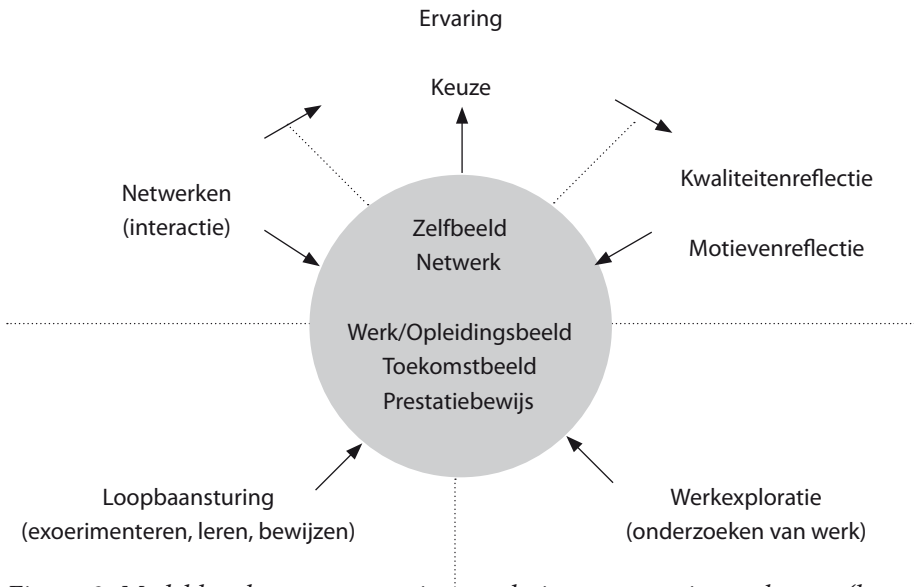 Ervaring
Keuze
Netwerken
(interactie)
Kwaliteitenreflectie
Motievenreflectie
Zelfbeeld
Netwerk
Werk/Opleidingsbeeld
Toekomstbeeld
Prestatiebewijs
Loopbaansturing
(exoerimenteren, leren, bewijzen)
Werkexploratie
(onderzoeken van werk)